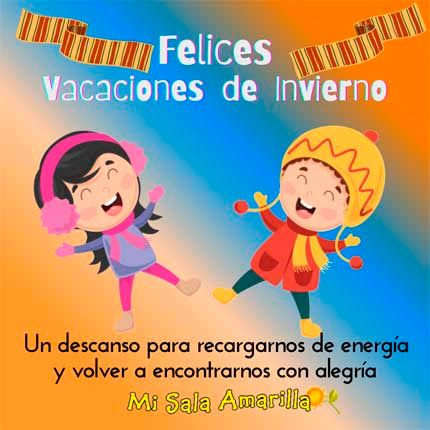 Felices
Vacaciones de Invierno
Un descanso para recargarnos de energía
y volver a encontrarnos con alegría
Mi Sala Amarilla